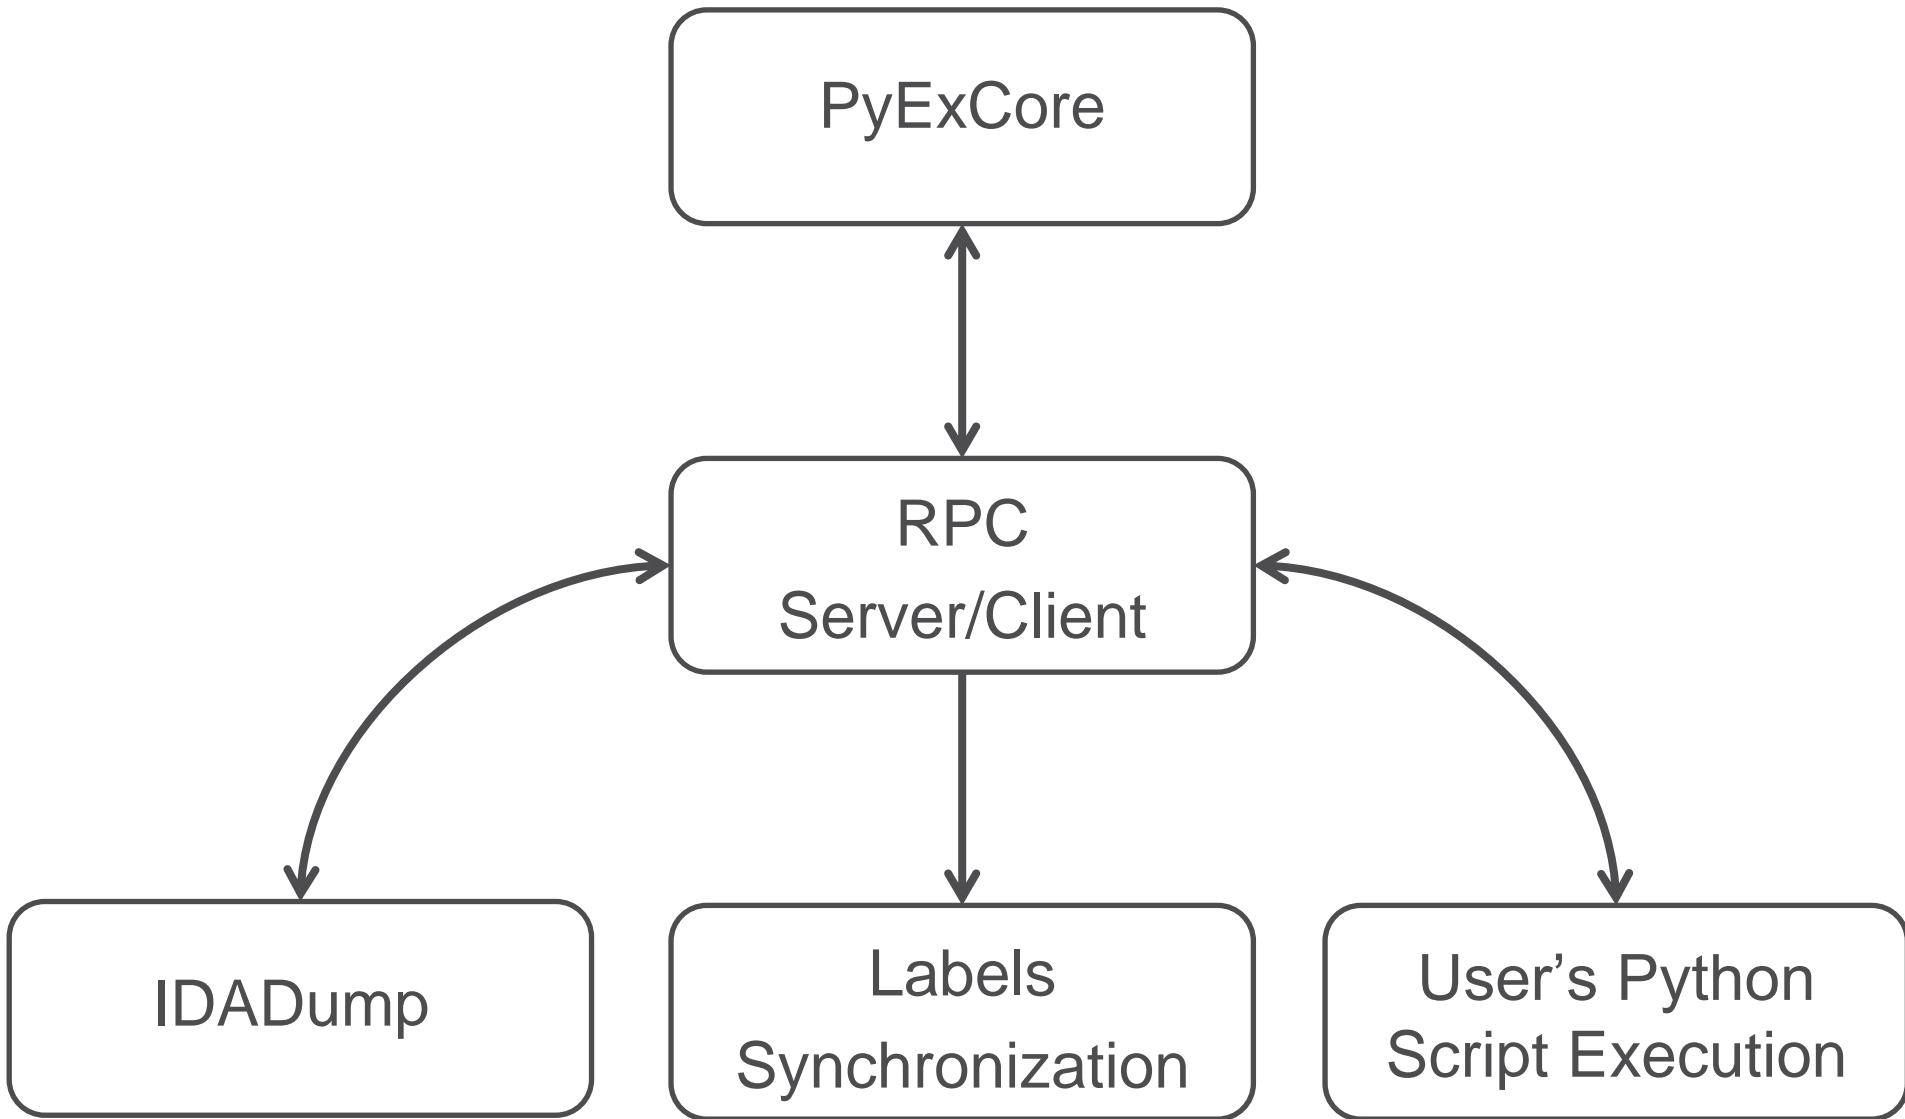 PyExCore
RPC
Server/Client
IDADump
Labels
Synchronization
User’s Python
Script Execution